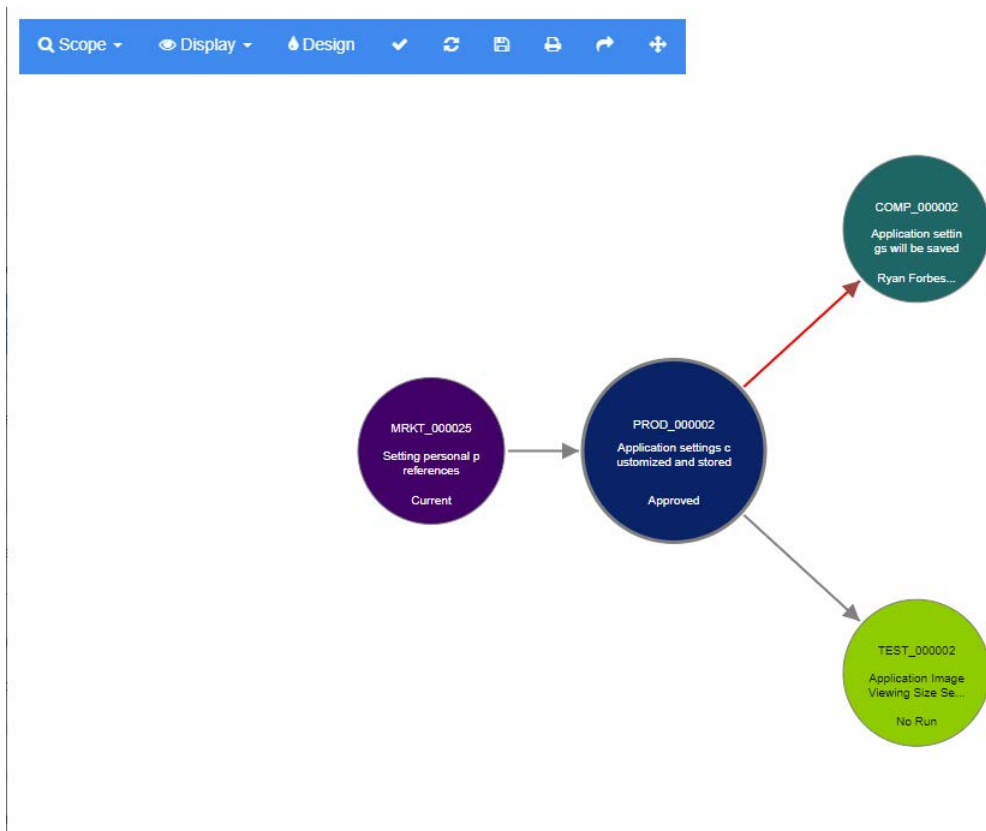 Scope Display Design
COMP_000002
Application settin
gs will be saved
Ryan Forbes...
MRKT_000025
Setting personal p
references
Current
PROD_000002
Application settings c
ustomized and stored
Approved
TEST_000002
Application Image
Viewing Size Se...
No Run